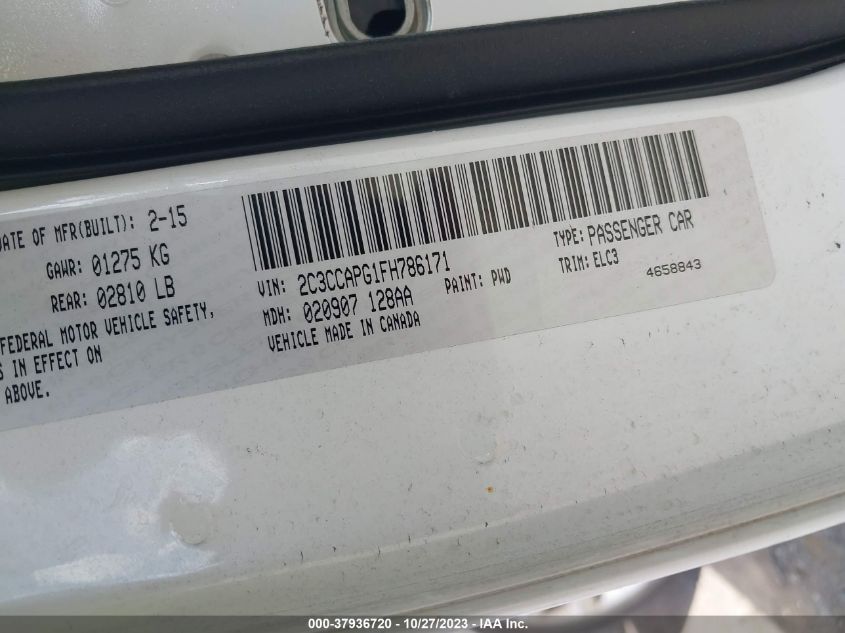 DATE OF MFR(BUILT): 2-15
GAWR: 01275 KG
REAR: 02810 LB
FEDERAL MOTOR VEHICLE SAFETY,
S IN EFFECT ON
ABOVE.
VIN: 2C3CCAPG1FH786171
TYPE: PASSENGER CAR
MDH: 020907 128AA
PAINT: PWD
TRIM: ELC3
VEHICLE MADE IN CANADA
4658843
000-37936720 - 10/27/2023 - IAA Inc.